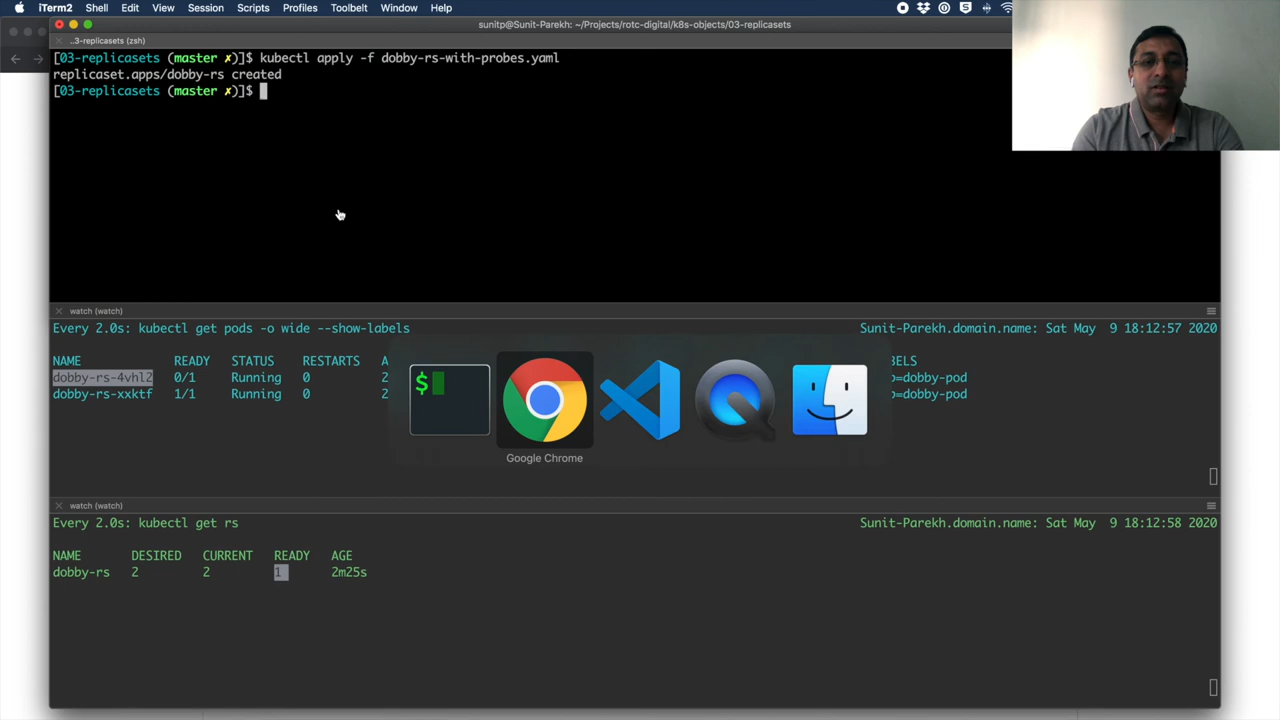 iTerm2 Shell Edit View Session Scripts Profiles Toolbelt Window Help
sunitp@Sunit-Parekh: ~/Projects/rotc-digital/k8s-objects/03-replicasets
..3-replicasets (zsh)
[03-replicasets (master ✗)]$ kubectl apply -f dobby-rs-with-probes.yaml
replicaset.apps/dobby-rs created
[03-replicasets (master ✗)]$
watch (watch)
Every 2.0s: kubectl get pods -o wide --show-labels Sunit-Parekh.domain.name: Sat May 9 18:12:57 2020
NAME READY STATUS RESTARTS A BELS
dobby-rs-4vhl2 0/1 Running 0 2 p=dobby-pod
dobby-rs-xxktf 1/1 Running 0 2 p=dobby-pod
$
Google Chrome
watch (watch)
Every 2.0s: kubectl get rs Sunit-Parekh.domain.name: Sat May 9 18:12:58 2020
NAME DESIRED CURRENT READY AGE
dobby-rs 2 2 1 2m25s